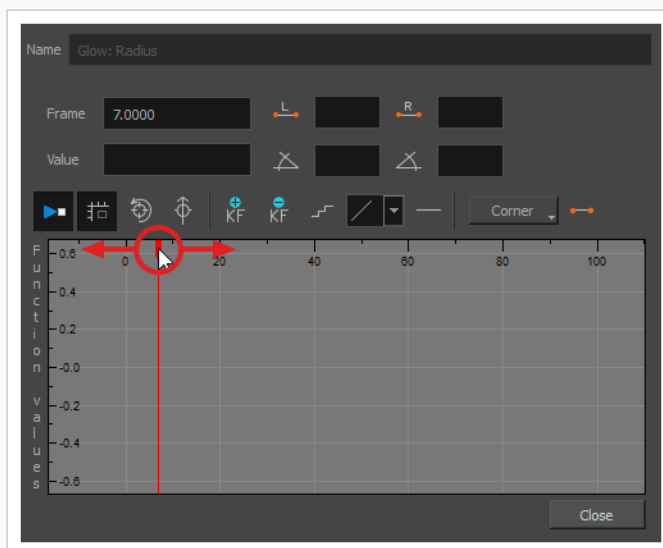 Name Glow: Radius
Frame 7.0000 L R
Value
KF KF Corner
Function values
0 20 40 60 80 100
0.6
0.4
0.2
-0.0
-0.2
-0.4
-0.6
Close